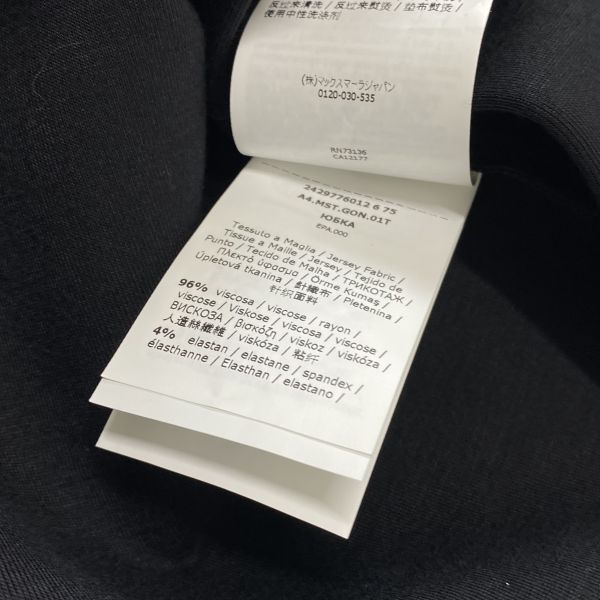 反过来清洗 / 反过来熨烫 / 垫布熨烫 /
使用中性洗涤剂
(株)マックスマーラジャパン
0120-030-535
RN73136
CA12177
2429776012 6 75
A4.MST.GON.01T
ЮБКА
EPA.000
Tessuto a Maglia / Jersey Fabric /
Tissue a Maille / Jersey / Tejido de
Punto / Tecido de Malha / ТРИКОТАЖ /
Πλεκτό ύφασμα / Örme Kumaş /
Úpletová tkanina / 針織布 / Pletenina /
针织面料
96% viscosa / viscose / rayon /
viscose / Viskose / viscosa / viscose /
ВИСКОЗА / βισκόζη / viskoz / viskóza /
人造絲纖維 / viskóza / 粘纤
4% elastan / elastane / spandex /
élasthanne / Elasthan / elastano /